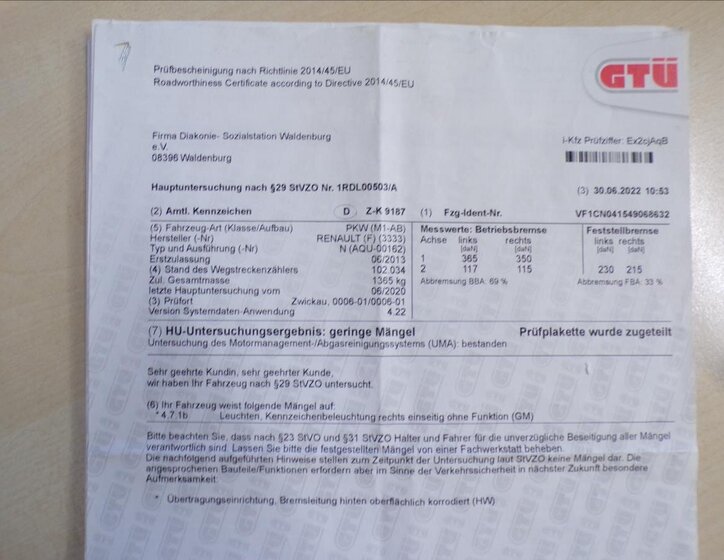 GTÜ
Prüfbescheinigung nach Richtlinie 2014/45/EU
Roadworthiness Certificate according to Directive 2014/45/EU
Firma Diakonie- Sozialstation Waldenburg
e.V.
08396 Waldenburg
i-Kfz Prüfziffer: Ex2cjAqB
Hauptuntersuchung nach §29 StVZO Nr. 1RDL00503/A (3) 30.06.2022 10:53
(2) Amtl. Kennzeichen D Z-K 9187 (1) Fzg-Ident-Nr. VF1CN041549068632
(5) Fahrzeug-Art (Klasse/Aufbau) PKW (M1-AB)
Hersteller (-Nr) RENAULT (F) (3333)
Typ und Ausführung (-Nr) N (AQU-00162)
Erstzulassung 06/2013
(4) Stand des Wegstreckenzählers 102.034
Zul. Gesamtmasse 1365 kg
letzte Hauptuntersuchung vom 06/2020
(3) Prüfort Zwickau, 0006-01/0006-01
Version Systemdaten-Anwendung 4.22
Messwerte: Betriebsbremse
Achse links rechts
[daN] [daN]
1 365 350
2 117 115
Abbremsung BBA: 69 %
Feststellbremse
links rechts
[daN] [daN]
230 215
Abbremsung FBA: 33 %
(7) HU-Untersuchungsergebnis: geringe Mängel Prüfplakette wurde zugeteilt
Untersuchung des Motormanagement-/Abgasreinigungssystems (UMA): bestanden
Sehr geehrte Kundin, sehr geehrter Kunde,
wir haben Ihr Fahrzeug nach §29 StVZO untersucht.
(6) Ihr Fahrzeug weist folgende Mängel auf:
* 4.7.1b Leuchten, Kennzeichenbeleuchtung rechts einseitig ohne Funktion (GM)
Bitte beachten Sie, dass nach §23 StVO und §31 StVZO Halter und Fahrer für die unverzügliche Beseitigung aller Mängel
verantwortlich sind. Lassen Sie bitte die festgestellten Mängel von einer Fachwerkstatt beheben.
Die nachfolgend aufgeführten Hinweise stellen zum Zeitpunkt der Untersuchung laut StVZO keine Mängel dar. Die
angesprochenen Bauteile/Funktionen erfordern aber im Sinne der Verkehrssicherheit in nächster Zukunft besondere
Aufmerksamkeit:
* Übertragungseinrichtung, Bremsleitung hinten oberflächlich korrodiert (HW)